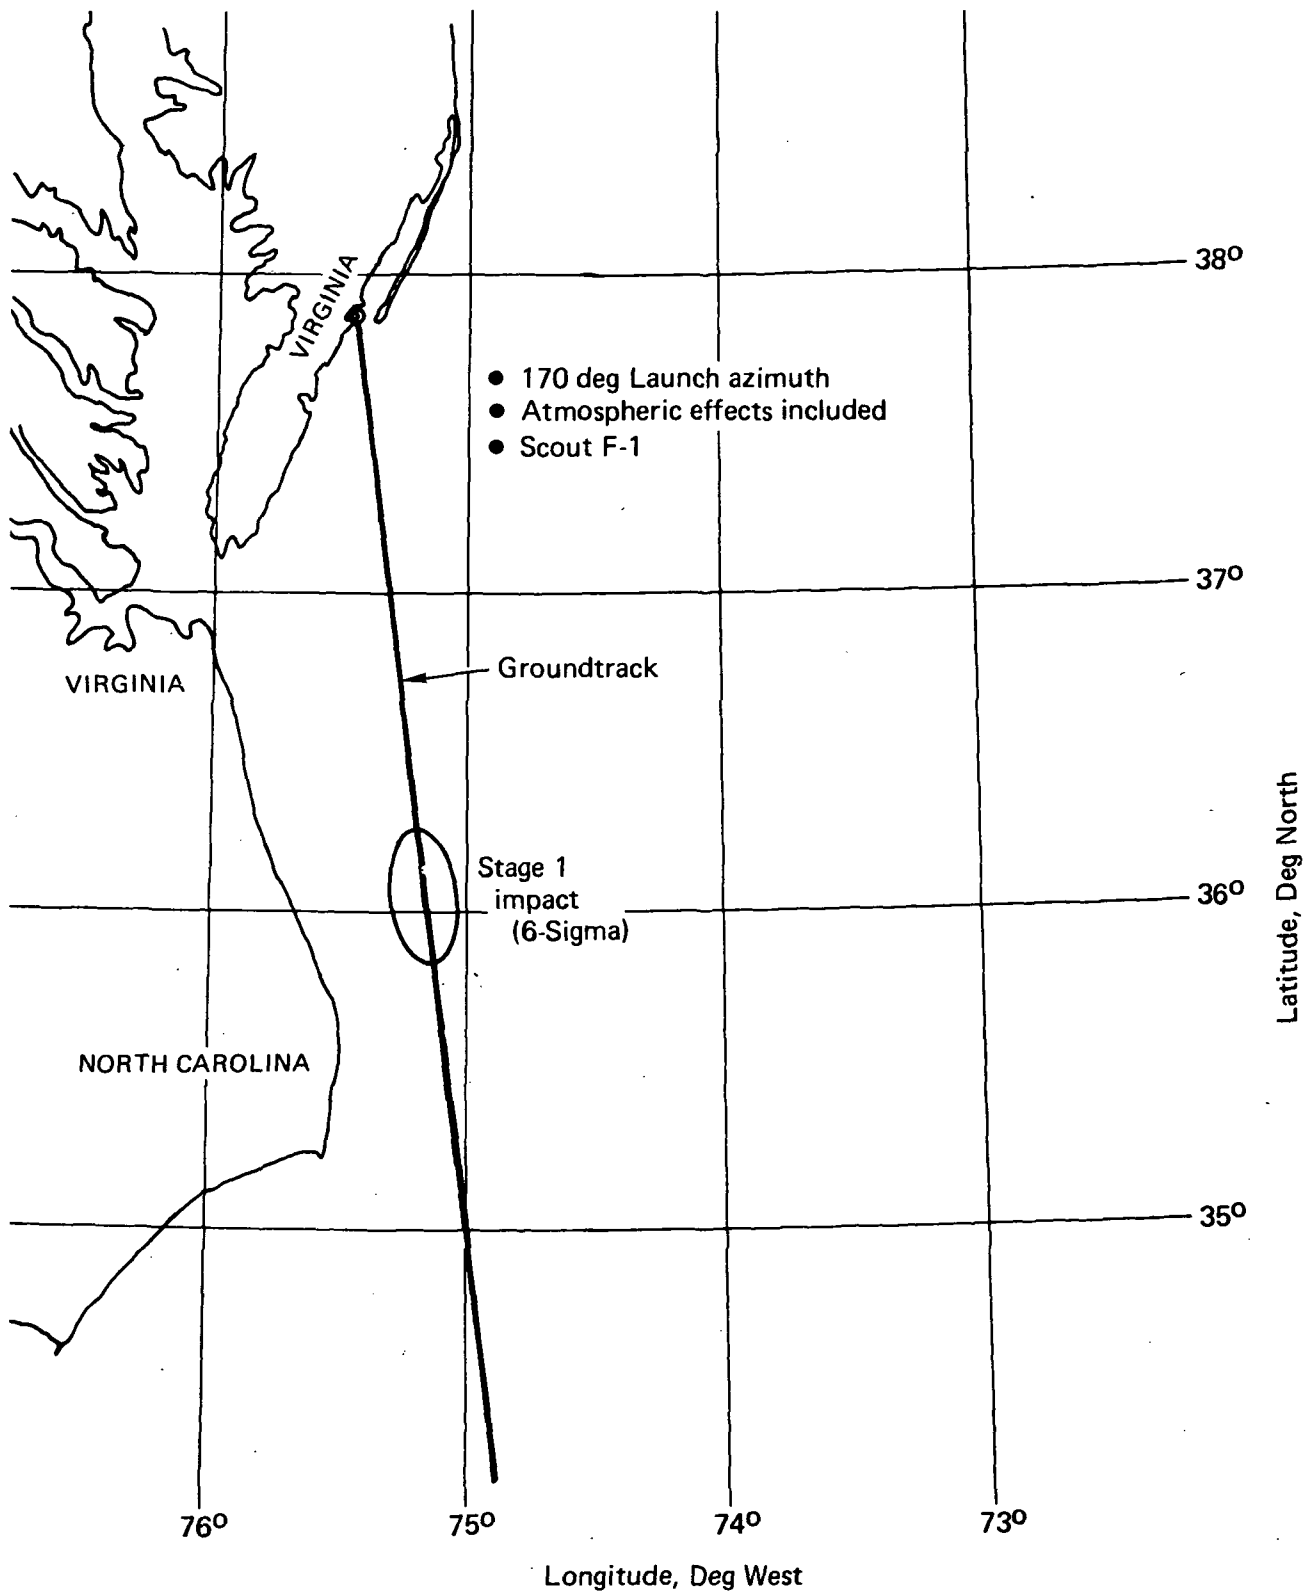 38°
VIRGINIA
● 170 deg Launch azimuth
● Atmospheric effects included
● Scout F-1
37°
Groundtrack
VIRGINIA
Stage 1
impact
(6-Sigma)
36°
Latitude, Deg North
NORTH CAROLINA
35°
76°
75°
74°
73°
Longitude, Deg West